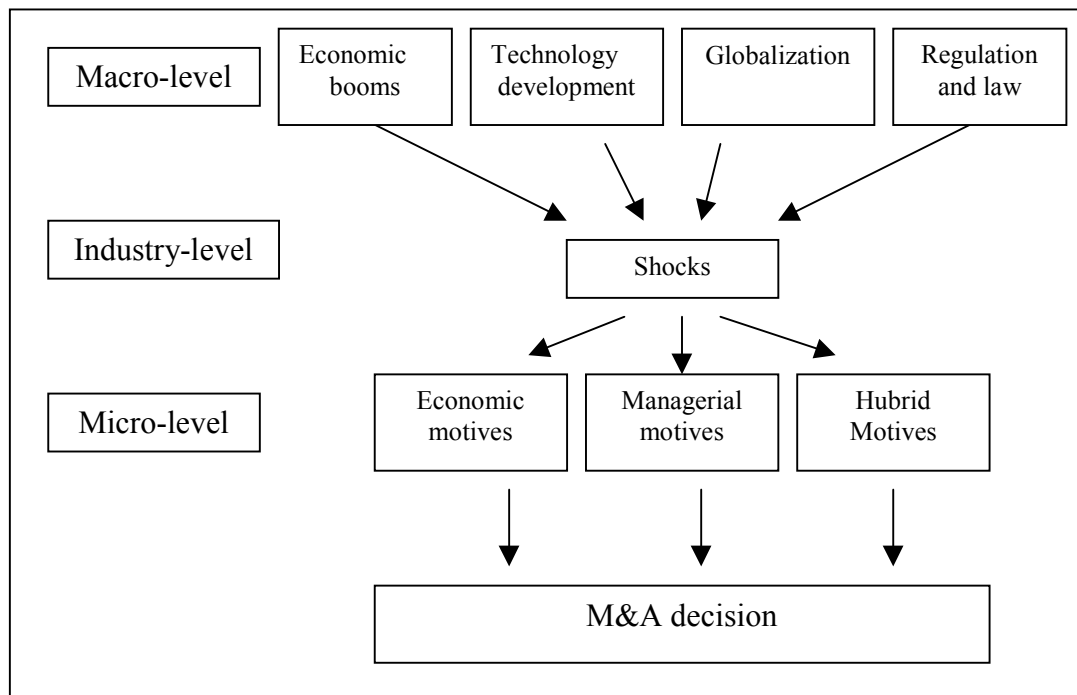 Macro-level
Economic
booms
Technology
development
Globalization
Regulation
and law
Industry-level
Shocks
Micro-level
Economic
motives
Managerial
motives
Hubrid
Motives
M&A decision